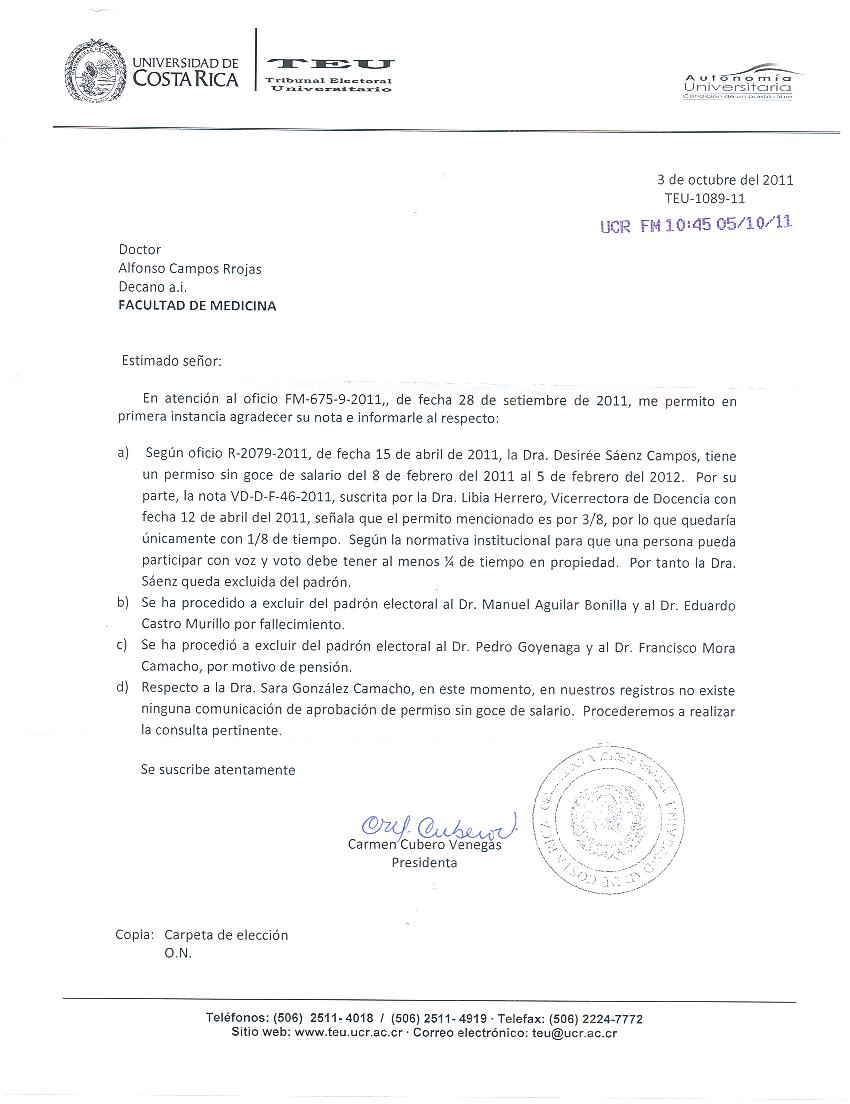 UNIVERSIDAD DE
COSTA RICA
TEU
Tribunal Electoral
Universitario
Autonomía
Universitaria
Condición de un pueblo libre
3 de octubre del 2011
TEU-1089-11
UCR FM 10:45 05/10/11
Doctor
Alfonso Campos Rrojas
Decano a.i.
FACULTAD DE MEDICINA
Estimado señor:
En atención al oficio FM-675-9-2011,, de fecha 28 de setiembre de 2011, me permito en
primera instancia agradecer su nota e informarle al respecto:
a) Según oficio R-2079-2011, de fecha 15 de abril de 2011, la Dra. Desirée Sáenz Campos, tiene
un permiso sin goce de salario del 8 de febrero del 2011 al 5 de febrero del 2012. Por su
parte, la nota VD-D-F-46-2011, suscrita por la Dra. Libia Herrero, Vicerrectora de Docencia con
fecha 12 de abril del 2011, señala que el permito mencionado es por 3/8, por lo que quedaría
únicamente con 1/8 de tiempo. Según la normativa institucional para que una persona pueda
participar con voz y voto debe tener al menos ¼ de tiempo en propiedad. Por tanto la Dra.
Sáenz queda excluida del padrón.
b) Se ha procedido a excluir del padrón electoral al Dr. Manuel Aguilar Bonilla y al Dr. Eduardo
Castro Murillo por fallecimiento.
c) Se ha procedió a excluir del padrón electoral al Dr. Pedro Goyenaga y al Dr. Francisco Mora
Camacho, por motivo de pensión.
d) Respecto a la Dra. Sara González Camacho, en este momento, en nuestros registros no existe
ninguna comunicación de aprobación de permiso sin goce de salario. Procederemos a realizar
la consulta pertinente.
Se suscribe atentamente
Carmen Cubero Venegas
Presidenta
UNIVERSIDAD DE COSTA RICA
Copia: Carpeta de elección
O.N.
Teléfonos: (506) 2511- 4018 / (506) 2511- 4919 · Telefax: (506) 2224-7772
Sitio web: www.teu.ucr.ac.cr · Correo electrónico: teu@ucr.ac.cr